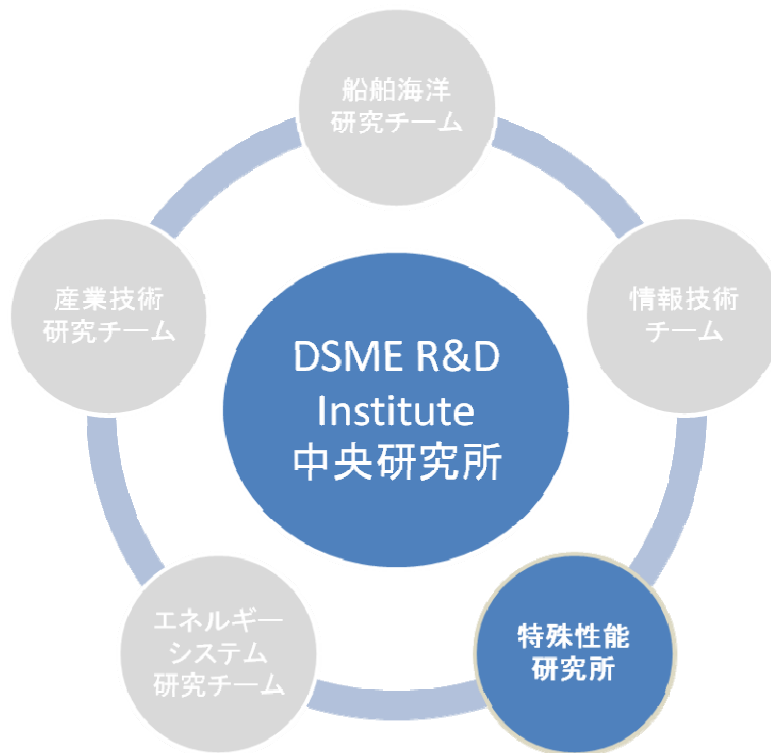 船舶海洋
研究チーム
産業技術
研究チーム
情報技術
チーム
DSME R&D
Institute
中央研究所
エネルギー
システム
研究チーム
特殊性能
研究所